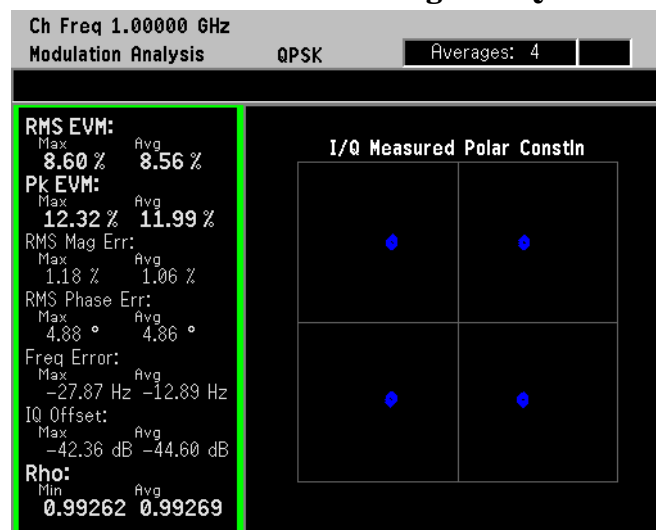 Ch Freq 1.00000 GHz
Modulation Analysis QPSK Averages: 4
RMS EVM:
Max Avg
8.60 % 8.56 %
Pk EVM:
Max Avg
12.32 % 11.99 %
RMS Mag Err:
Max Avg
1.18 % 1.06 %
RMS Phase Err:
Max Avg
4.88 ° 4.86 °
Freq Error:
Max Avg
-27.87 Hz -12.89 Hz
IQ Offset:
Max Avg
-42.36 dB -44.60 dB
Rho:
Min Avg
0.99262 0.99269
I/Q Measured Polar Constln